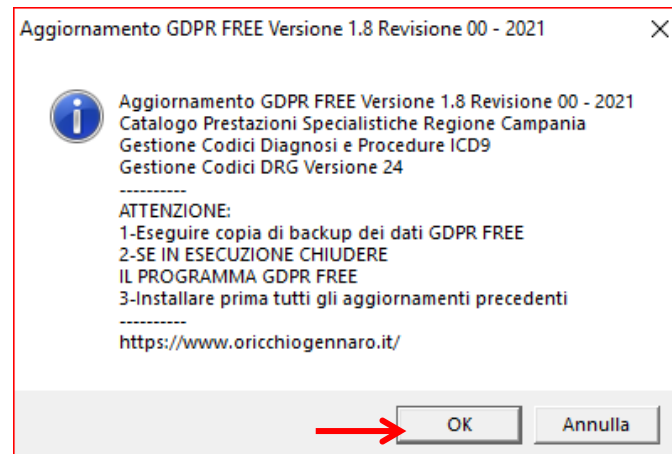 Aggiornamento GDPR FREE Versione 1.8 Revisione 00 - 2021
Aggiornamento GDPR FREE Versione 1.8 Revisione 00 - 2021
Catalogo Prestazioni Specialistiche Regione Campania
Gestione Codici Diagnosi e Procedure ICD9
Gestione Codici DRG Versione 24
----------
ATTENZIONE:
1-Eseguire copia di backup dei dati GDPR FREE
2-SE IN ESECUZIONE CHIUDERE
IL PROGRAMMA GDPR FREE
3-Installare prima tutti gli aggiornamenti precedenti
----------
https://www.oricchiogennaro.it/
OK Annulla